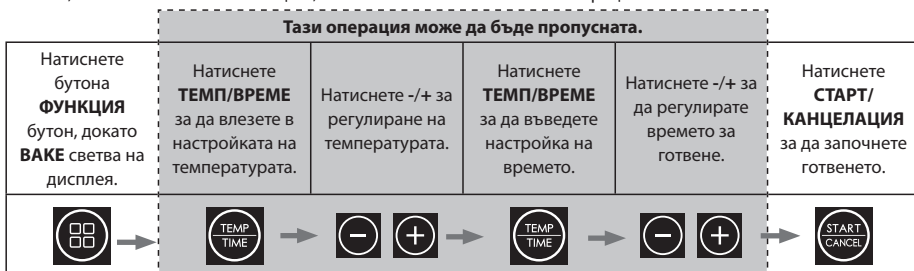 Тази операция може да бъде пропусната.
Натиснете
бутона
ФУНКЦИЯ
бутон, докато
BAKE светва на
дисплея.
Натиснете
ТЕМП/ВРЕМЕ
за да влезете в
настройката на
температурата.
Натиснете -/+ за
регулиране на
температурата.
Натиснете
ТЕМП/ВРЕМЕ
за да въведете
настройка на
времето.
Натиснете -/+ за
да регулирате
времето за
готвене.
Натиснете
СТАРТ/
КАНЦЕЛАЦИЯ
за да започнете
готвенето.
TEMP
TIME
- +
TEMP
TIME
- +
START
CANCEL